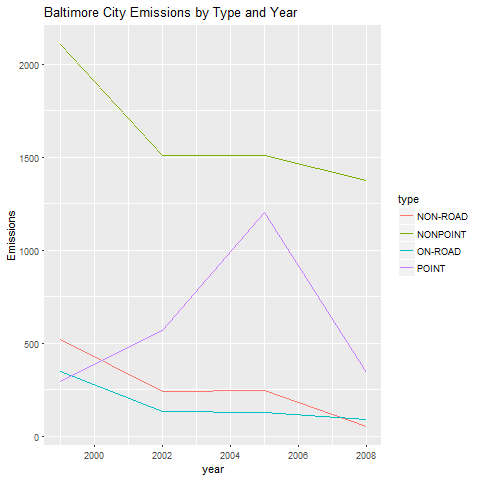 Baltimore City Emissions by Type and Year
2000
1500
1000
500
0
Emissions
2000
2002
2004
2006
2008
year
type
NON-ROAD
NONPOINT
ON-ROAD
POINT